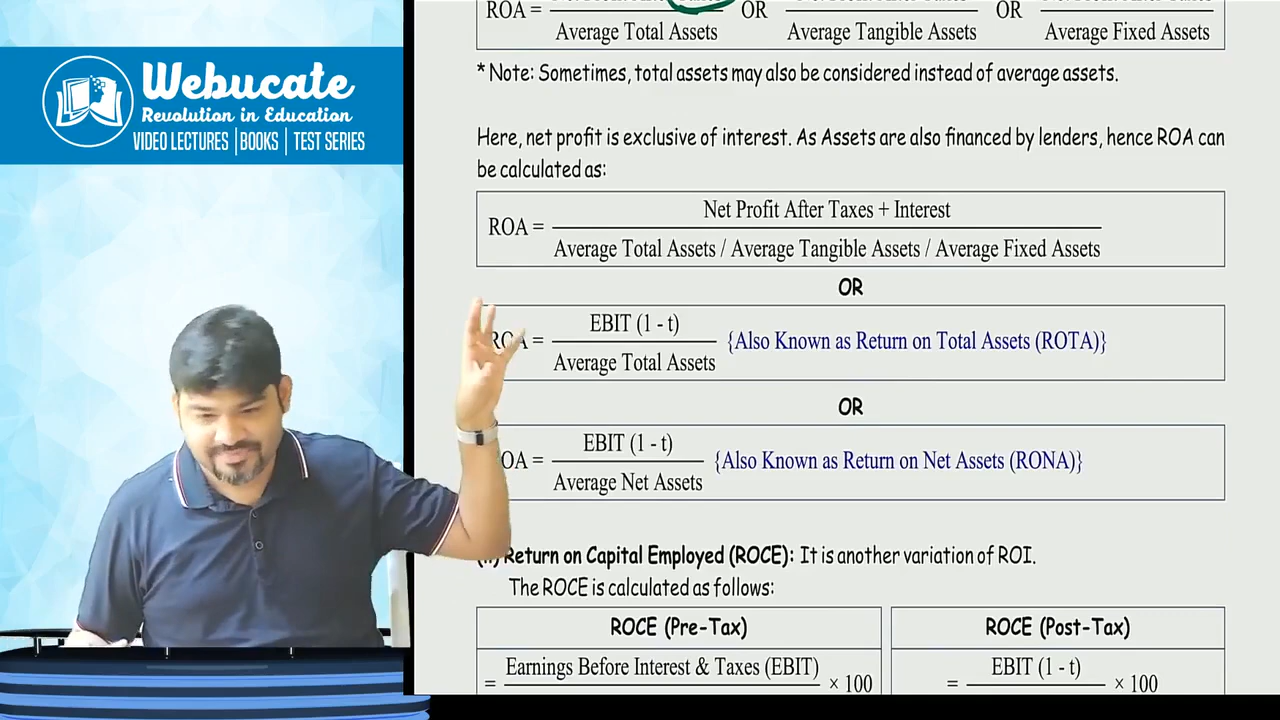 Webucate
Revolution in Education
VIDEO LECTURES | BOOKS | TEST SERIES
ROA = Average Total Assets OR Average Tangible Assets OR Average Fixed Assets
* Note: Sometimes, total assets may also be considered instead of average assets.
Here, net profit is exclusive of interest. As Assets are also financed by lenders, hence ROA can
be calculated as:
Net Profit After Taxes + Interest
ROA =
Average Total Assets / Average Tangible Assets / Average Fixed Assets
OR
EBIT (1 - t)
ROA = {Also Known as Return on Total Assets (ROTA)}
Average Total Assets
OR
EBIT (1 - t)
OA = {Also Known as Return on Net Assets (RONA)}
Average Net Assets
Return on Capital Employed (ROCE): It is another variation of ROI.
The ROCE is calculated as follows:
ROCE (Pre-Tax)
= Earnings Before Interest & Taxes (EBIT) × 100
ROCE (Post-Tax)
= EBIT (1 - t) × 100